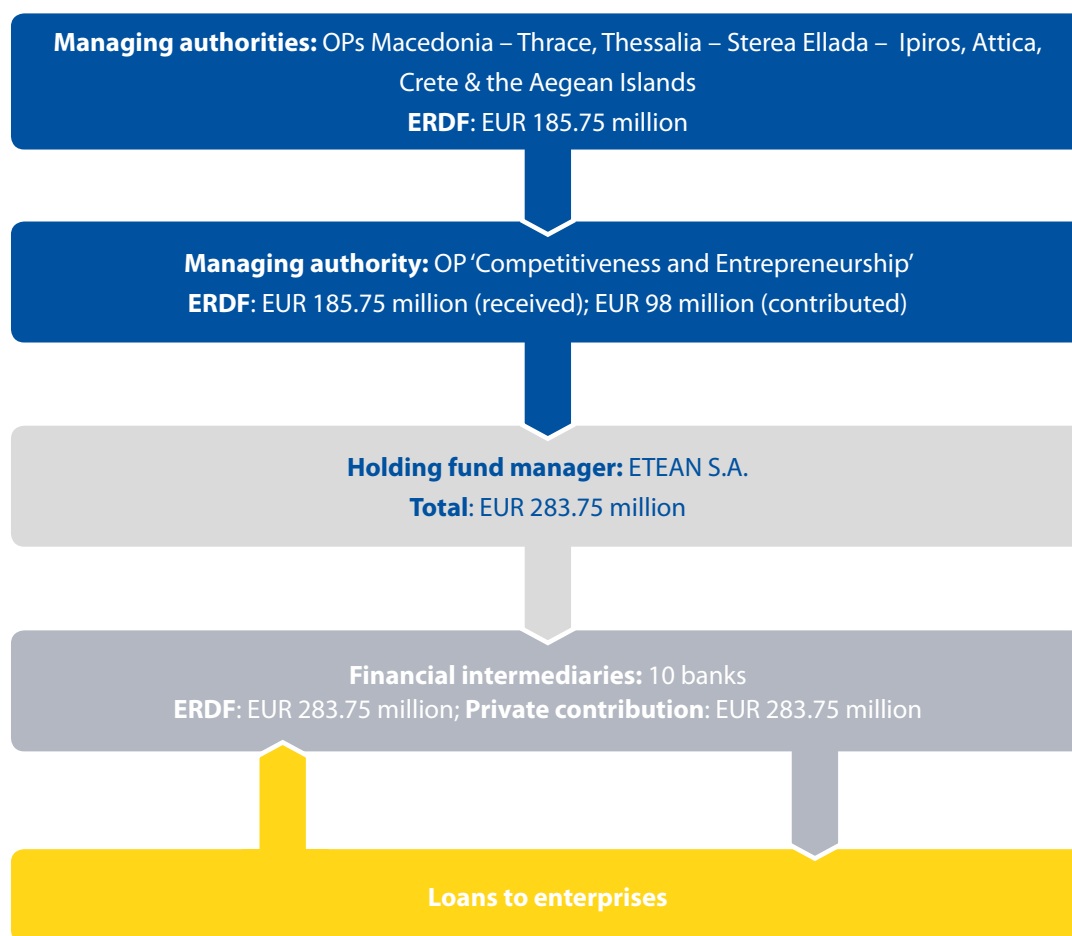 Managing authorities: OPs Macedonia – Thrace, Thessalia – Sterea Ellada – Ipiros, Attica,
Crete & the Aegean Islands
ERDF: EUR 185.75 million
Managing authority: OP ‘Competitiveness and Entrepreneurship’
ERDF: EUR 185.75 million (received); EUR 98 million (contributed)
Holding fund manager: ETEAN S.A.
Total: EUR 283.75 million
Financial intermediaries: 10 banks
ERDF: EUR 283.75 million; Private contribution: EUR 283.75 million
Loans to enterprises